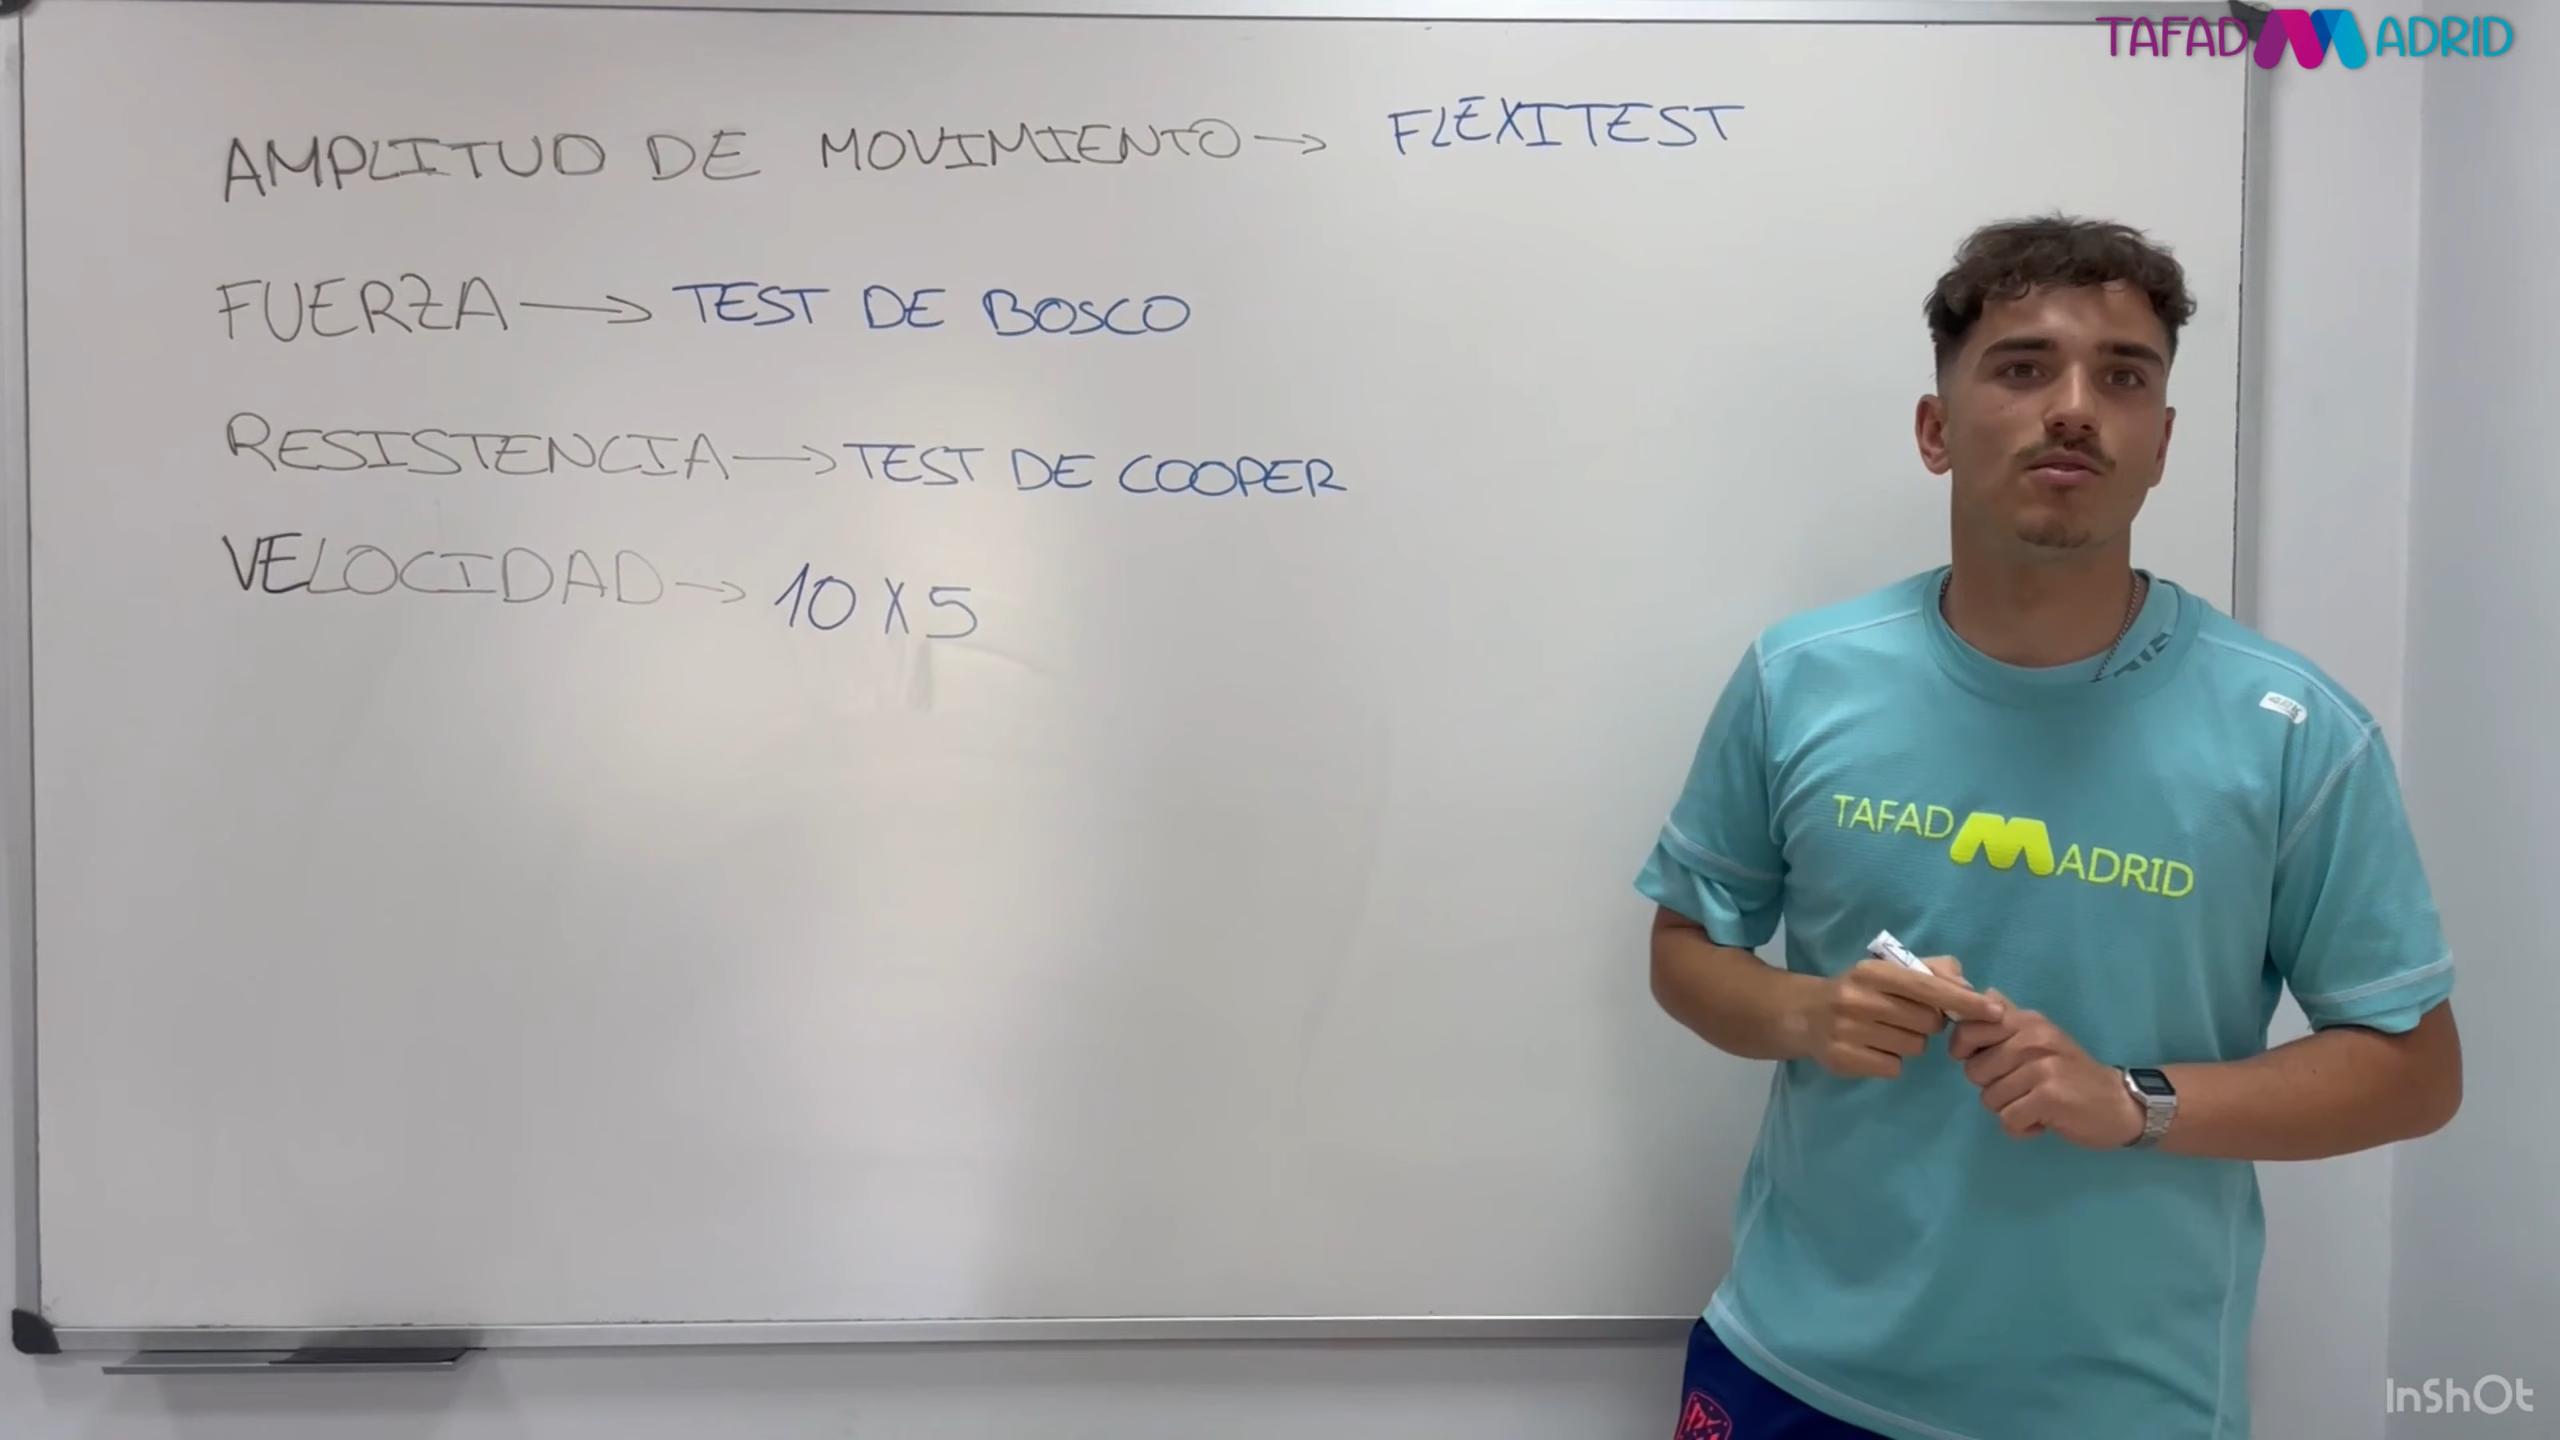 TAFAD MADRID
AMPLITUD DE MOVIMIENTO → FLEXITEST
FUERZA → TEST DE BOSCO
RESISTENCIA → TEST DE COOPER
VELOCIDAD → 10 X 5
TAFAD MADRID
InShOt